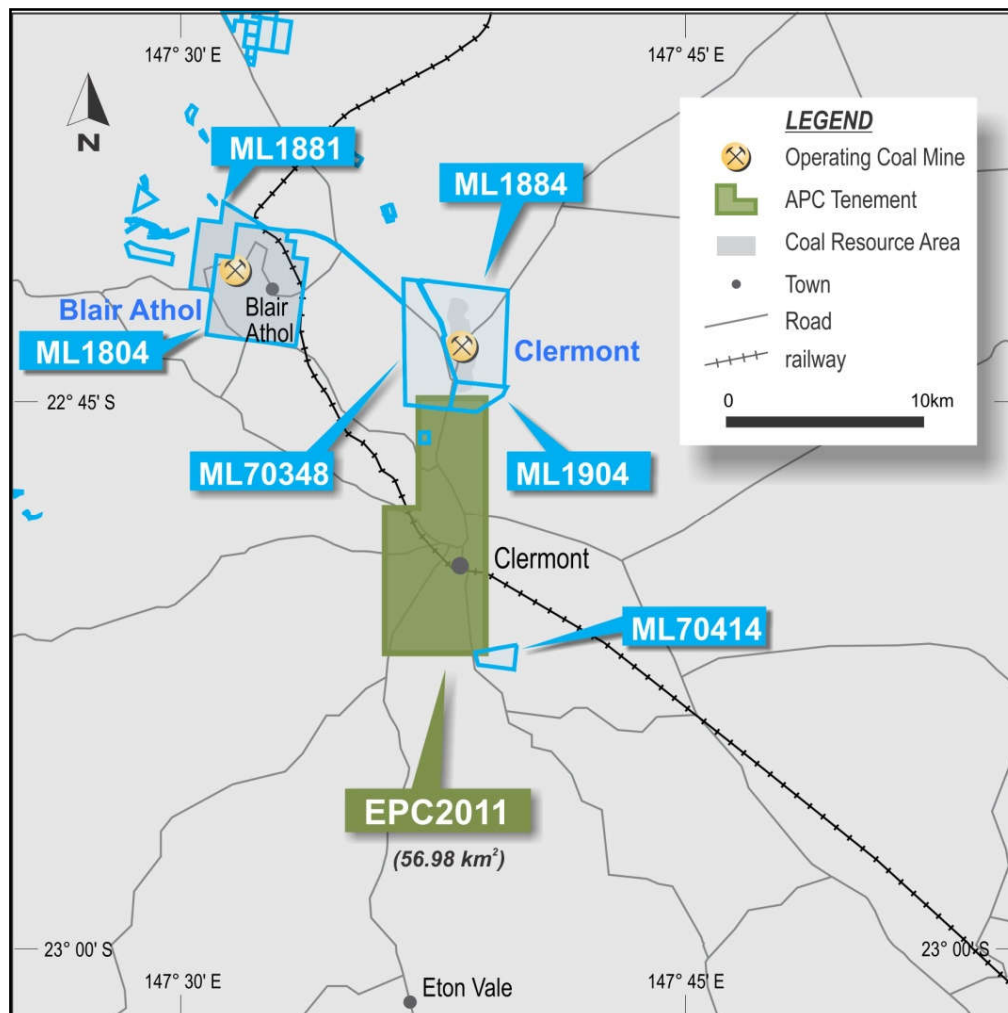 147° 30' E
147° 45' E
N
ML1881
ML1884
LEGEND
Operating Coal Mine
APC Tenement
Coal Resource Area
Town
Road
railway
0
10km
Blair Athol
Blair
Athol
ML1804
Clermont
22° 45' S
ML70348
ML1904
Clermont
ML70414
EPC2011
(56.98 km²)
23° 00' S
23° 00' S
147° 30' E
Eton Vale
147° 45' E